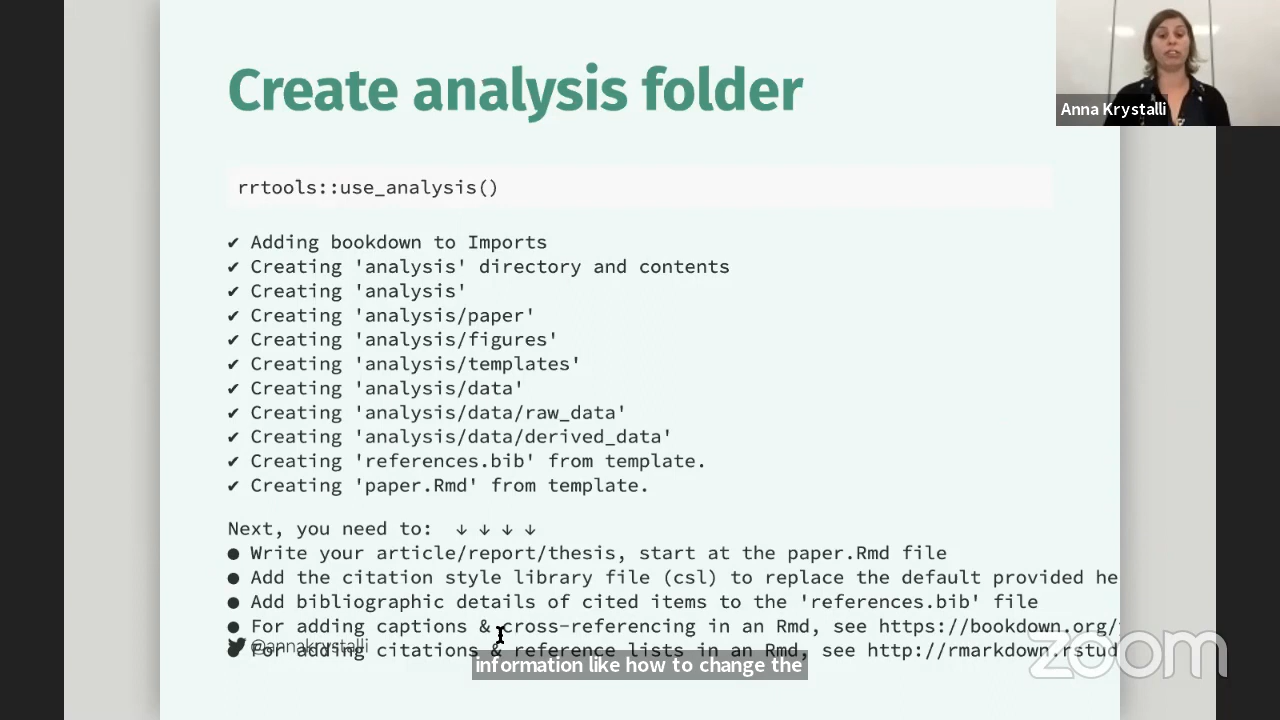 Create analysis folder
Anna Krystalli
rrtools::use_analysis()
✔ Adding bookdown to Imports
✔ Creating 'analysis' directory and contents
✔ Creating 'analysis'
✔ Creating 'analysis/paper'
✔ Creating 'analysis/figures'
✔ Creating 'analysis/templates'
✔ Creating 'analysis/data'
✔ Creating 'analysis/data/raw_data'
✔ Creating 'analysis/data/derived_data'
✔ Creating 'references.bib' from template.
✔ Creating 'paper.Rmd' from template.
Next, you need to: ↓ ↓ ↓ ↓
● Write your article/report/thesis, start at the paper.Rmd file
● Add the citation style library file (csl) to replace the default provided he
● Add bibliographic details of cited items to the 'references.bib' file
● For adding captions & cross-referencing in an Rmd, see https://bookdown.org/
● For adding citations & reference lists in an Rmd, see http://rmarkdown.rstud
@annakrystalli
information like how to change the
zoom